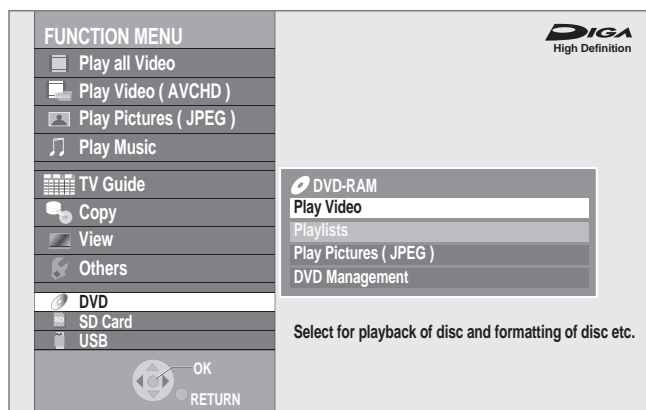 FUNCTION MENU
Play all Video
Play Video ( AVCHD )
Play Pictures ( JPEG )
Play Music
TV Guide
Copy
View
Others
DVD
SD
SD Card
USB
OK
RETURN
DIGA
High Definition
DVD-RAM
Play Video
Playlists
Play Pictures ( JPEG )
DVD Management
Select for playback of disc and formatting of disc etc.